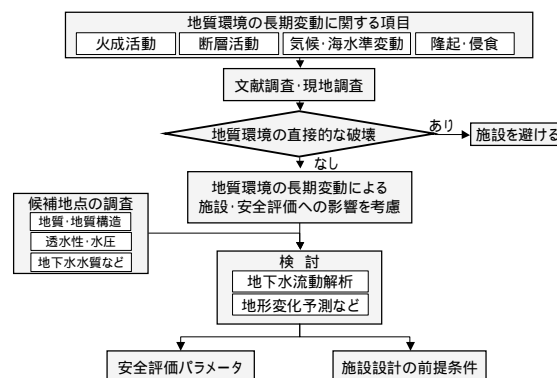 地質環境の長期変動に関する項目
火成活動
断層活動
気候・海水準変動
隆起・侵食
文献調査・現地調査
地質環境の直接的な破壊
あり
施設を避ける
なし
地質環境の長期変動による
施設・安全評価への影響を考慮
候補地点の調査
地質・地質構造
透水性・水圧
地下水水質など
検 討
地下水流動解析
地形変化予測など
安全評価パラメータ
施設設計の前提条件